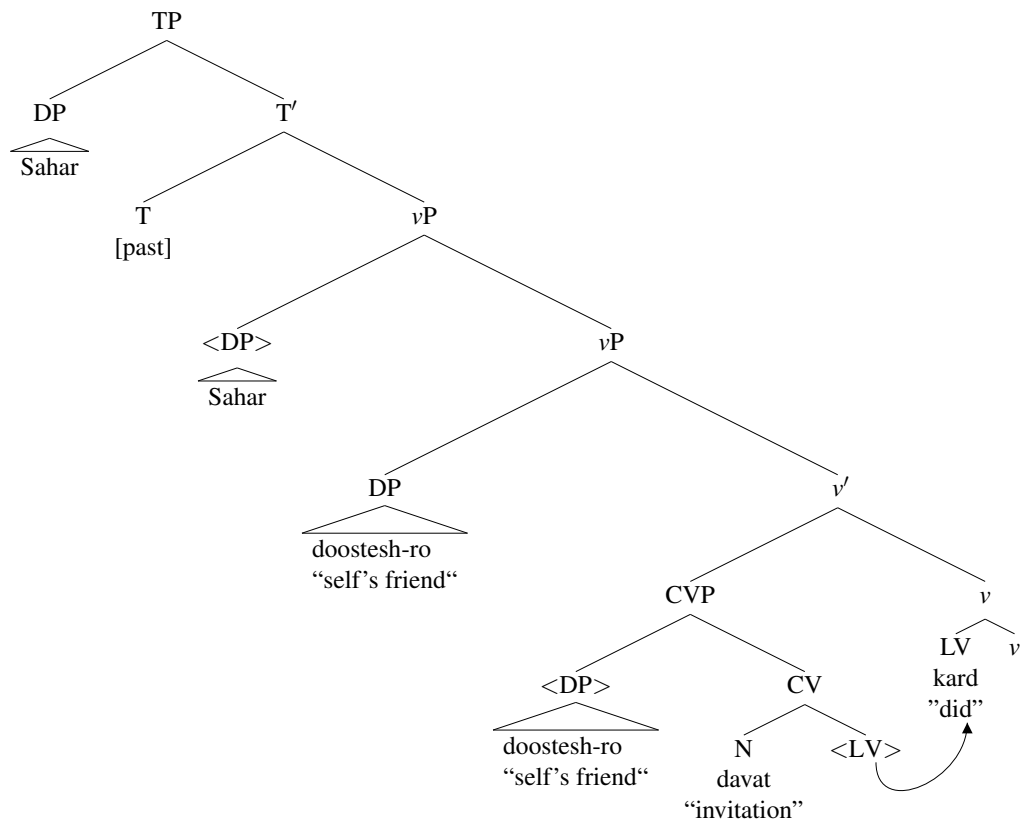 TP
DP T′
Sahar
T vP
[past]
<DP> vP
Sahar
DP v′
doostesh-ro
“self’s friend“
CVP v
LV v
kard
”did”
<DP> CV
doostesh-ro
“self’s friend“
N <LV>
davat
“invitation”